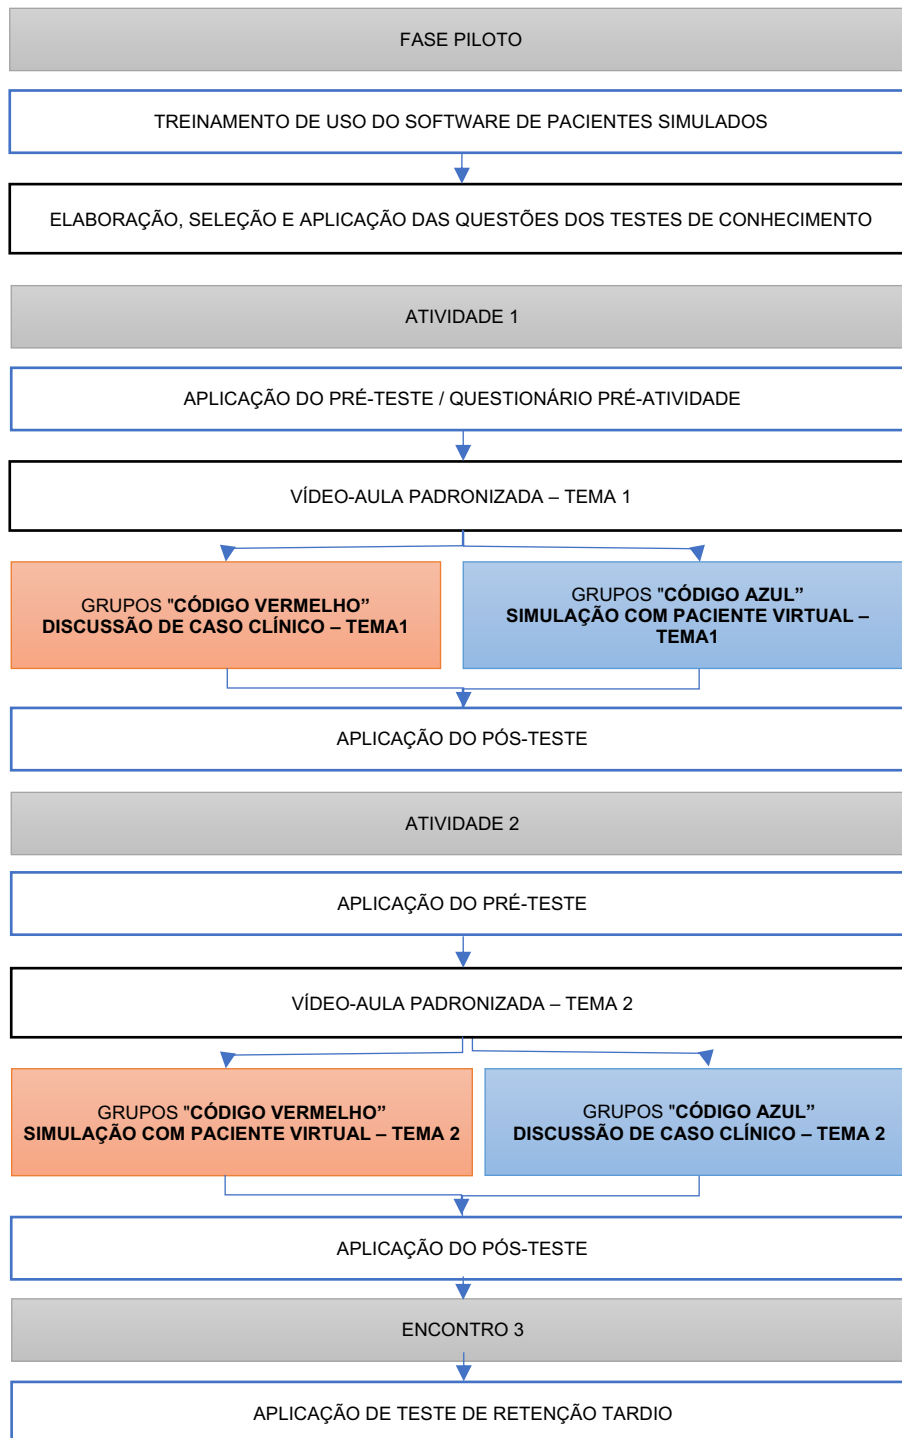 FASE PILOTO
TREINAMENTO DE USO DO SOFTWARE DE PACIENTES SIMULADOS
ELABORAÇÃO, SELEÇÃO E APLICAÇÃO DAS QUESTÕES DOS TESTES DE CONHECIMENTO
ATIVIDADE 1
APLICAÇÃO DO PRÉ-TESTE / QUESTIONÁRIO PRÉ-ATIVIDADE
VÍDEO-AULA PADRONIZADA – TEMA 1
GRUPOS "CÓDIGO VERMELHO”
DISCUSSÃO DE CASO CLÍNICO – TEMA1
GRUPOS "CÓDIGO AZUL”
SIMULAÇÃO COM PACIENTE VIRTUAL –
TEMA1
APLICAÇÃO DO PÓS-TESTE
ATIVIDADE 2
APLICAÇÃO DO PRÉ-TESTE
VÍDEO-AULA PADRONIZADA – TEMA 2
GRUPOS "CÓDIGO VERMELHO”
SIMULAÇÃO COM PACIENTE VIRTUAL – TEMA 2
GRUPOS "CÓDIGO AZUL”
DISCUSSÃO DE CASO CLÍNICO – TEMA 2
APLICAÇÃO DO PÓS-TESTE
ENCONTRO 3
APLICAÇÃO DE TESTE DE RETENÇÃO TARDIO